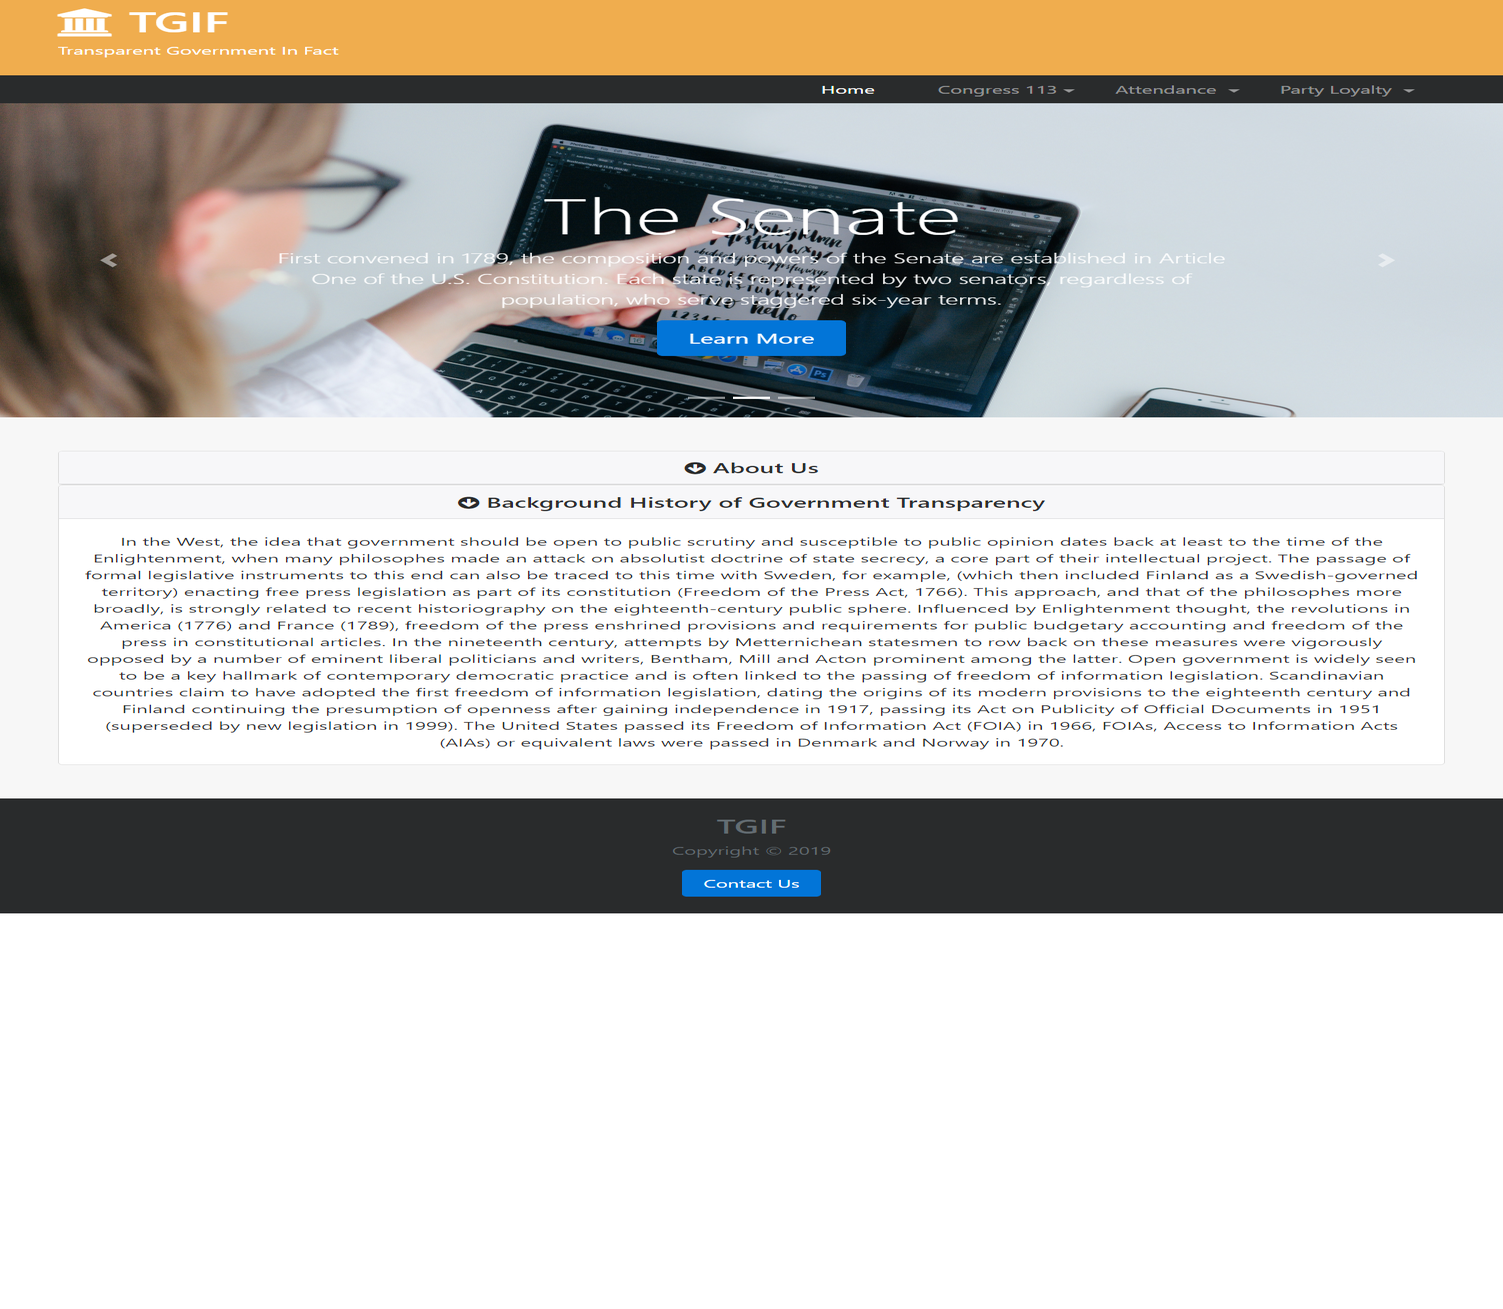 TGIF
Transparent Government In Fact
Home Congress 113 Attendance Party Loyalty
The Senate
First convened in 1789, the composition and powers of the Senate are established in Article
One of the U.S. Constitution. Each state is represented by two senators, regardless of
population, who serve staggered six-year terms.
hello
Learn More
Ps
About Us
Background History of Government Transparency
In the West, the idea that government should be open to public scrutiny and susceptible to public opinion dates back at least to the time of the
Enlightenment, when many philosophes made an attack on absolutist doctrine of state secrecy, a core part of their intellectual project. The passage of
formal legislative instruments to this end can also be traced to this time with Sweden, for example, (which then included Finland as a Swedish-governed
territory) enacting free press legislation as part of its constitution (Freedom of the Press Act, 1766). This approach, and that of the philosophes more
broadly, is strongly related to recent historiography on the eighteenth-century public sphere. Influenced by Enlightenment thought, the revolutions in
America (1776) and France (1789), freedom of the press enshrined provisions and requirements for public budgetary accounting and freedom of the
press in constitutional articles. In the nineteenth century, attempts by Metternichean statesmen to row back on these measures were vigorously
opposed by a number of eminent liberal politicians and writers, Bentham, Mill and Acton prominent among the latter. Open government is widely seen
to be a key hallmark of contemporary democratic practice and is often linked to the passing of freedom of information legislation. Scandinavian
countries claim to have adopted the first freedom of information legislation, dating the origins of its modern provisions to the eighteenth century and
Finland continuing the presumption of openness after gaining independence in 1917, passing its Act on Publicity of Official Documents in 1951
(superseded by new legislation in 1999). The United States passed its Freedom of Information Act (FOIA) in 1966, FOIAs, Access to Information Acts
(AIAs) or equivalent laws were passed in Denmark and Norway in 1970.
TGIF
Copyright © 2019
Contact Us